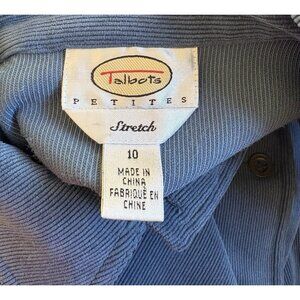 Talbots
PETITES
Stretch
10
MADE IN
CHINA
FABRIQUÉ EN
CHINE